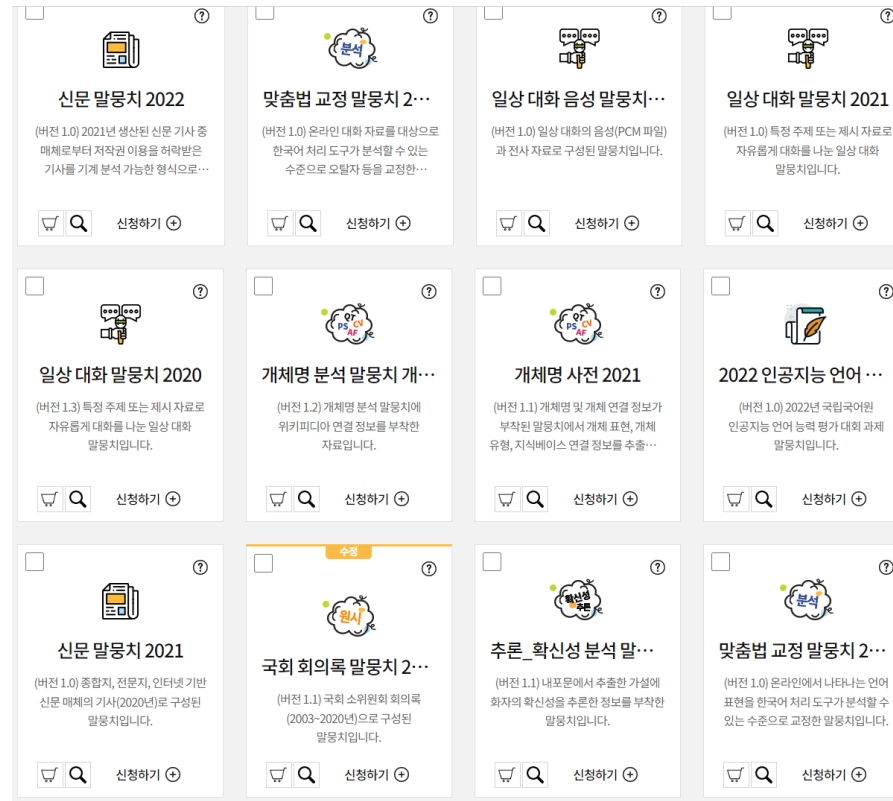 신문 말뭉치 2022
(버전 1.0) 2021년 생산된 신문 기사 중
매체로부터 저작권 이용을 허락받은
기사를 기계 분석 가능한 형식으로…
신청하기
분석
맞춤법 교정 말뭉치 2…
(버전 1.0) 온라인 대화 자료를 대상으로
한국어 처리 도구가 분석할 수 있는
수준으로 오탈자 등을 교정한…
신청하기
일상 대화 음성 말뭉치…
(버전 1.0) 일상 대화의 음성(PCM 파일)
과 전사 자료로 구성된 말뭉치입니다.
신청하기
일상 대화 말뭉치 2021
(버전 1.0) 특정 주제 또는 제시 자료로
자유롭게 대화를 나눈 일상 대화
말뭉치입니다.
신청하기
일상 대화 말뭉치 2020
(버전 1.3) 특정 주제 또는 제시 자료로
자유롭게 대화를 나눈 일상 대화
말뭉치입니다.
신청하기
QT
PS CV
AF
개체명 분석 말뭉치 개…
(버전 1.2) 개체명 분석 말뭉치에
위키피디아 연결 정보를 부착한
자료입니다.
신청하기
QT
PS CV
AF
개체명 사전 2021
(버전 1.1) 개체명 및 개체 연결 정보가
부착된 말뭉치에서 개체 표현, 개체
유형, 지식베이스 연결 정보를 추출…
신청하기
2022 인공지능 언어 …
(버전 1.0) 2022년 국립국어원
인공지능 언어 능력 평가 대회 과제
말뭉치입니다.
신청하기
신문 말뭉치 2021
(버전 1.0) 종합지, 전문지, 인터넷 기반
신문 매체의 기사(2020년)로 구성된
말뭉치입니다.
신청하기
수정
원시
국회 회의록 말뭉치 2…
(버전 1.1) 국회 소위원회 회의록
(2003~2020년)으로 구성된
말뭉치입니다.
신청하기
확신성
추론
추론_확신성 분석 말…
(버전 1.1) 내포문에서 추출한 가설에
화자의 확신성을 추론한 정보를 부착한
말뭉치입니다.
신청하기
분석
맞춤법 교정 말뭉치 2…
(버전 1.0) 온라인에서 나타나는 언어
표현을 한국어 처리 도구가 분석할 수
있는 수준으로 교정한 말뭉치입니다.
신청하기